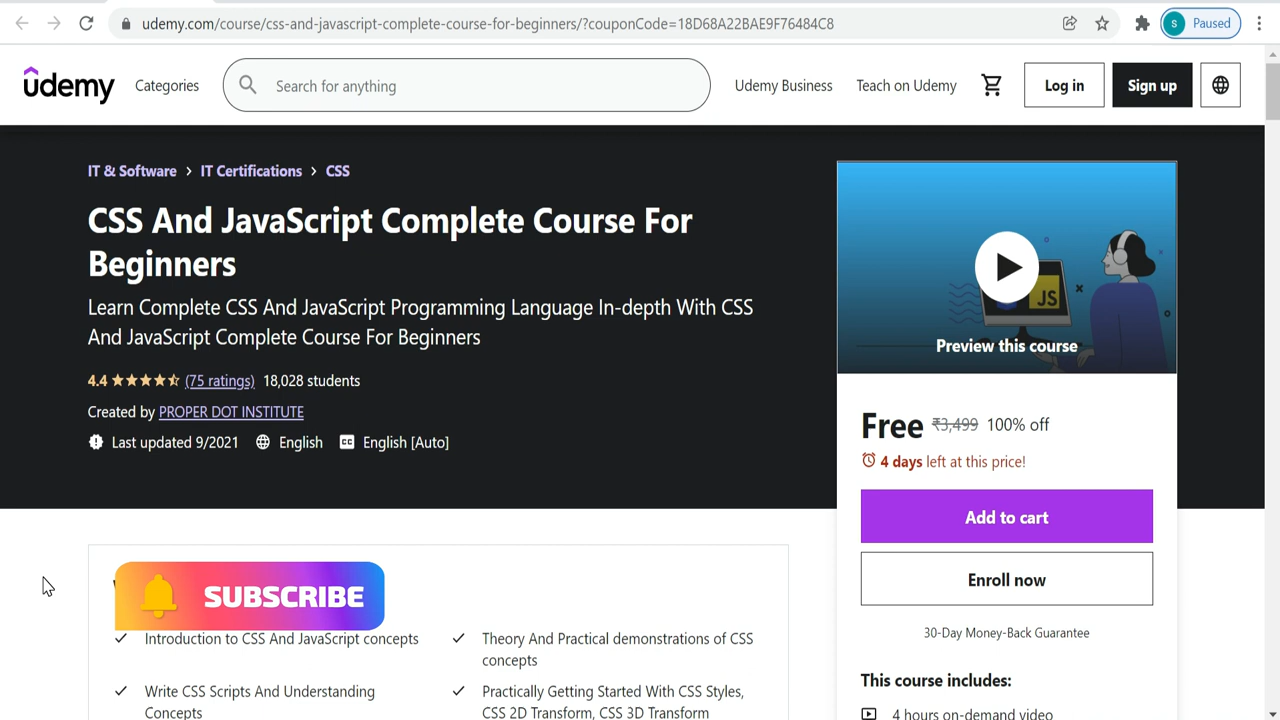 udemy.com/course/css-and-javascript-complete-course-for-beginners/?couponCode=18D68A22BAE9F76484C8
S
Paused
ûdemy
Categories
Search for anything
Udemy Business
Teach on Udemy
Log in
Sign up
IT & Software > IT Certifications > CSS
CSS And JavaScript Complete Course For
Beginners
Learn Complete CSS And JavaScript Programming Language In-depth With CSS
And JavaScript Complete Course For Beginners
4.4 (75 ratings) 18,028 students
Created by PROPER DOT INSTITUTE
Last updated 9/2021 English CC English [Auto]
JS
Preview this course
Free ₹3,499 100% off
4 days left at this price!
Add to cart
Enroll now
30-Day Money-Back Guarantee
This course includes:
4 hours on-demand video
SUBSCRIBE
Introduction to CSS And JavaScript concepts
Theory And Practical demonstrations of CSS
concepts
Write CSS Scripts And Understanding
Concepts
Practically Getting Started With CSS Styles,
CSS 2D Transform, CSS 3D Transform